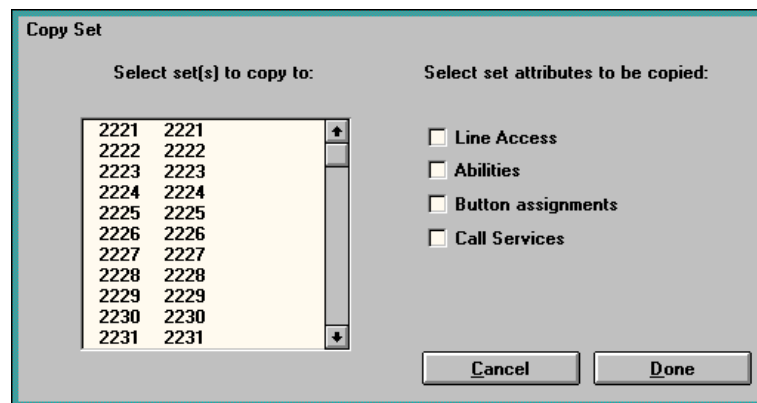 Copy Set
Select set(s) to copy to:
2221 2221
2222 2222
2223 2223
2224 2224
2225 2225
2226 2226
2227 2227
2228 2228
2229 2229
2230 2230
2231 2231
Select set attributes to be copied:
Line Access
Abilities
Button assignments
Call Services
Cancel
Done